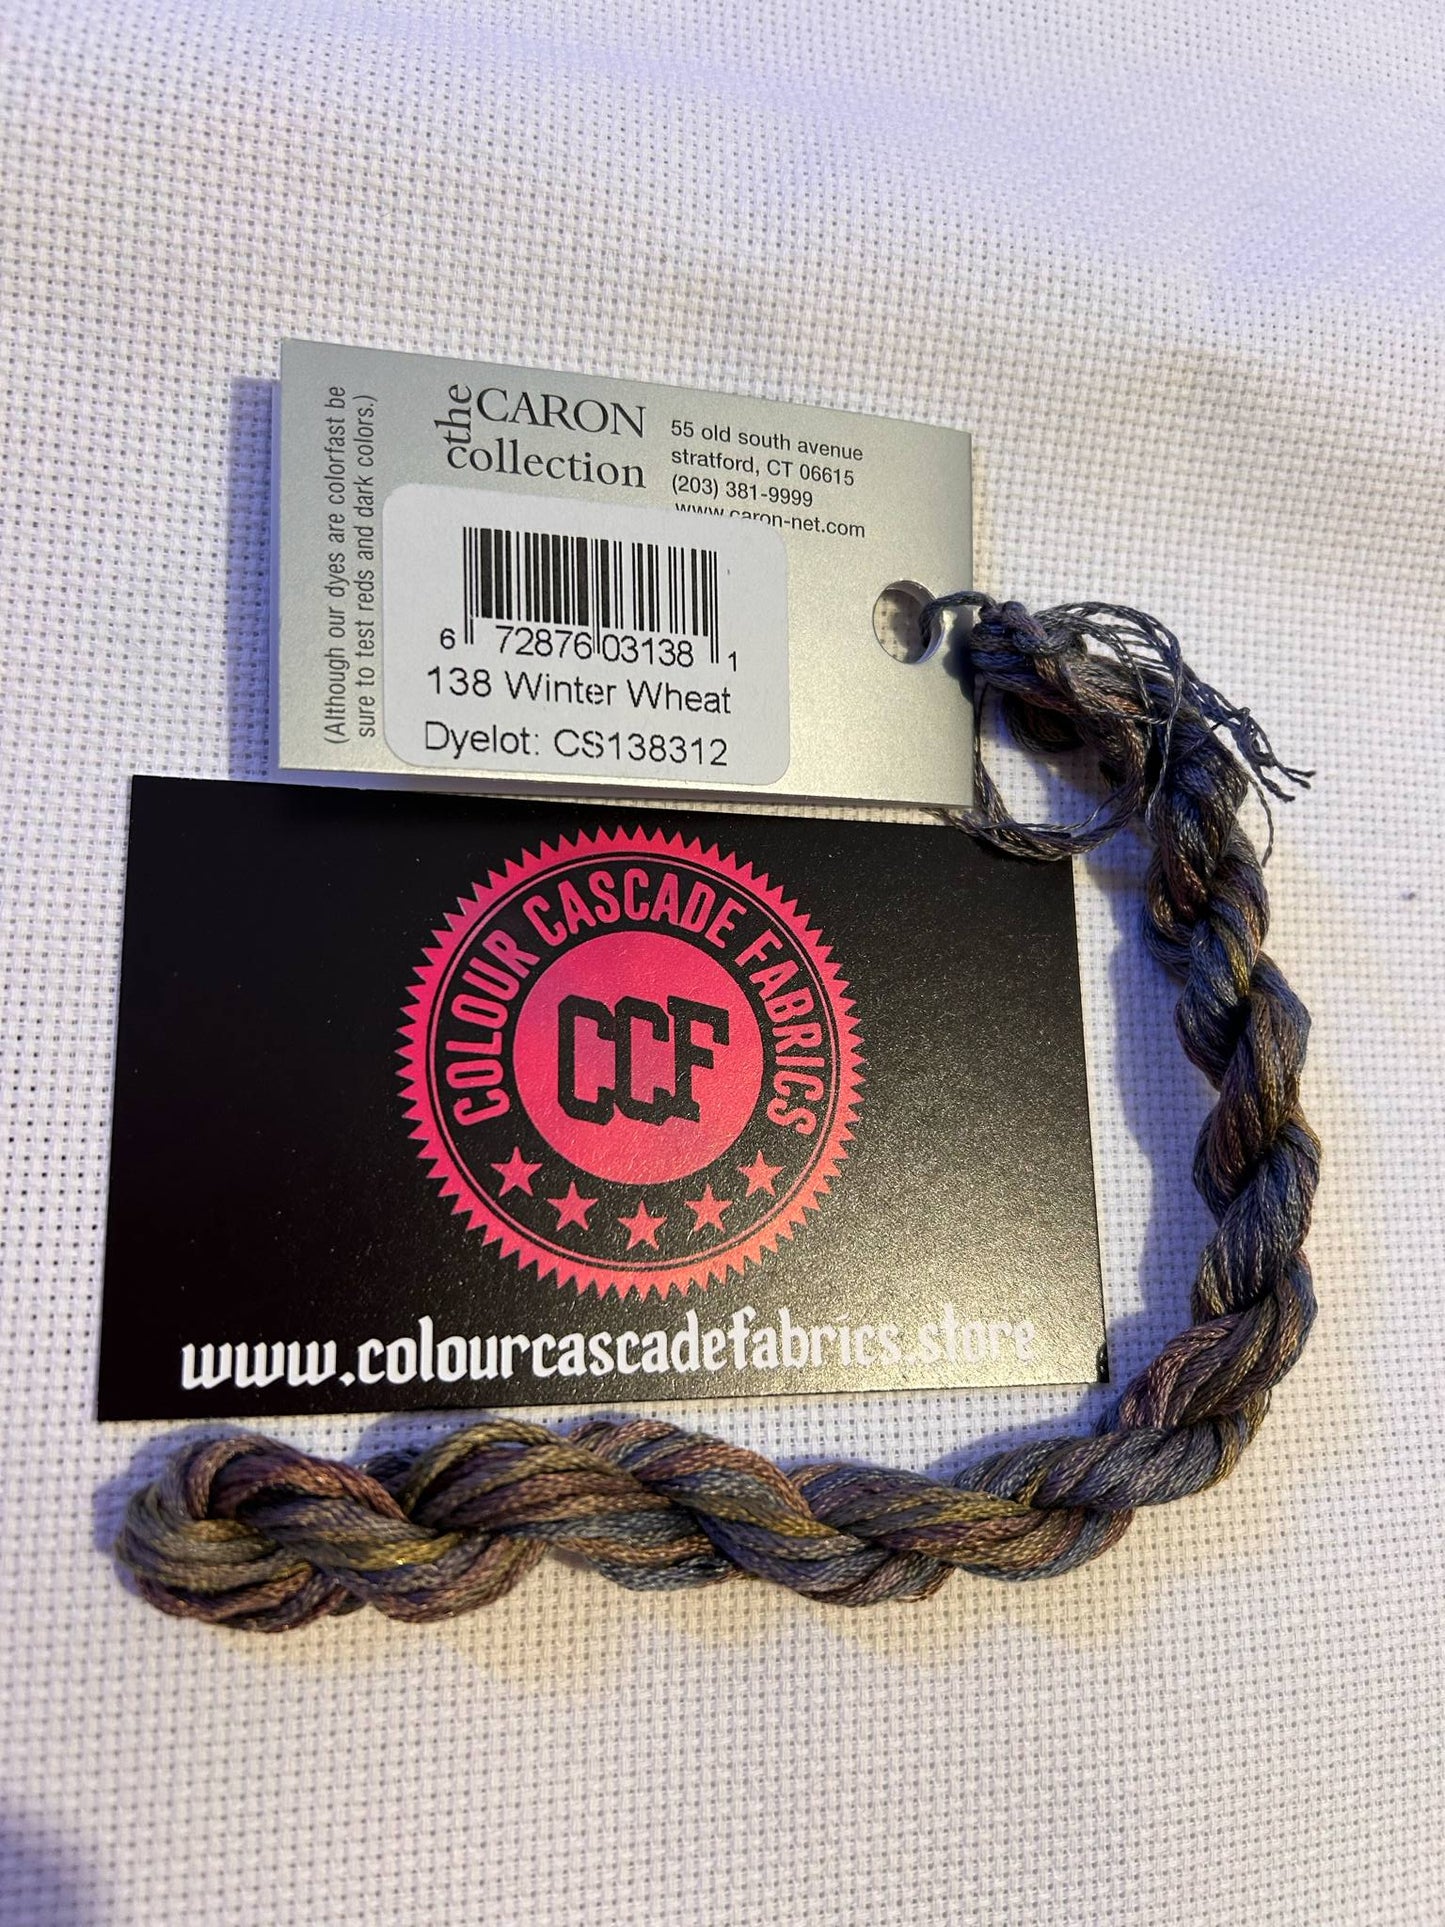 the CARON
collection
55 old south avenue
stratford, CT 06615
(203) 381-9999
www.caron-net.com
(Although our dyes are colorfast be
sure to test reds and dark colors.)
6 72876 03138 1
138 Winter Wheat
Dyelot: CS138312
COLOUR CASCADE FABRICS
CCF
www.colourcascadefabrics.store